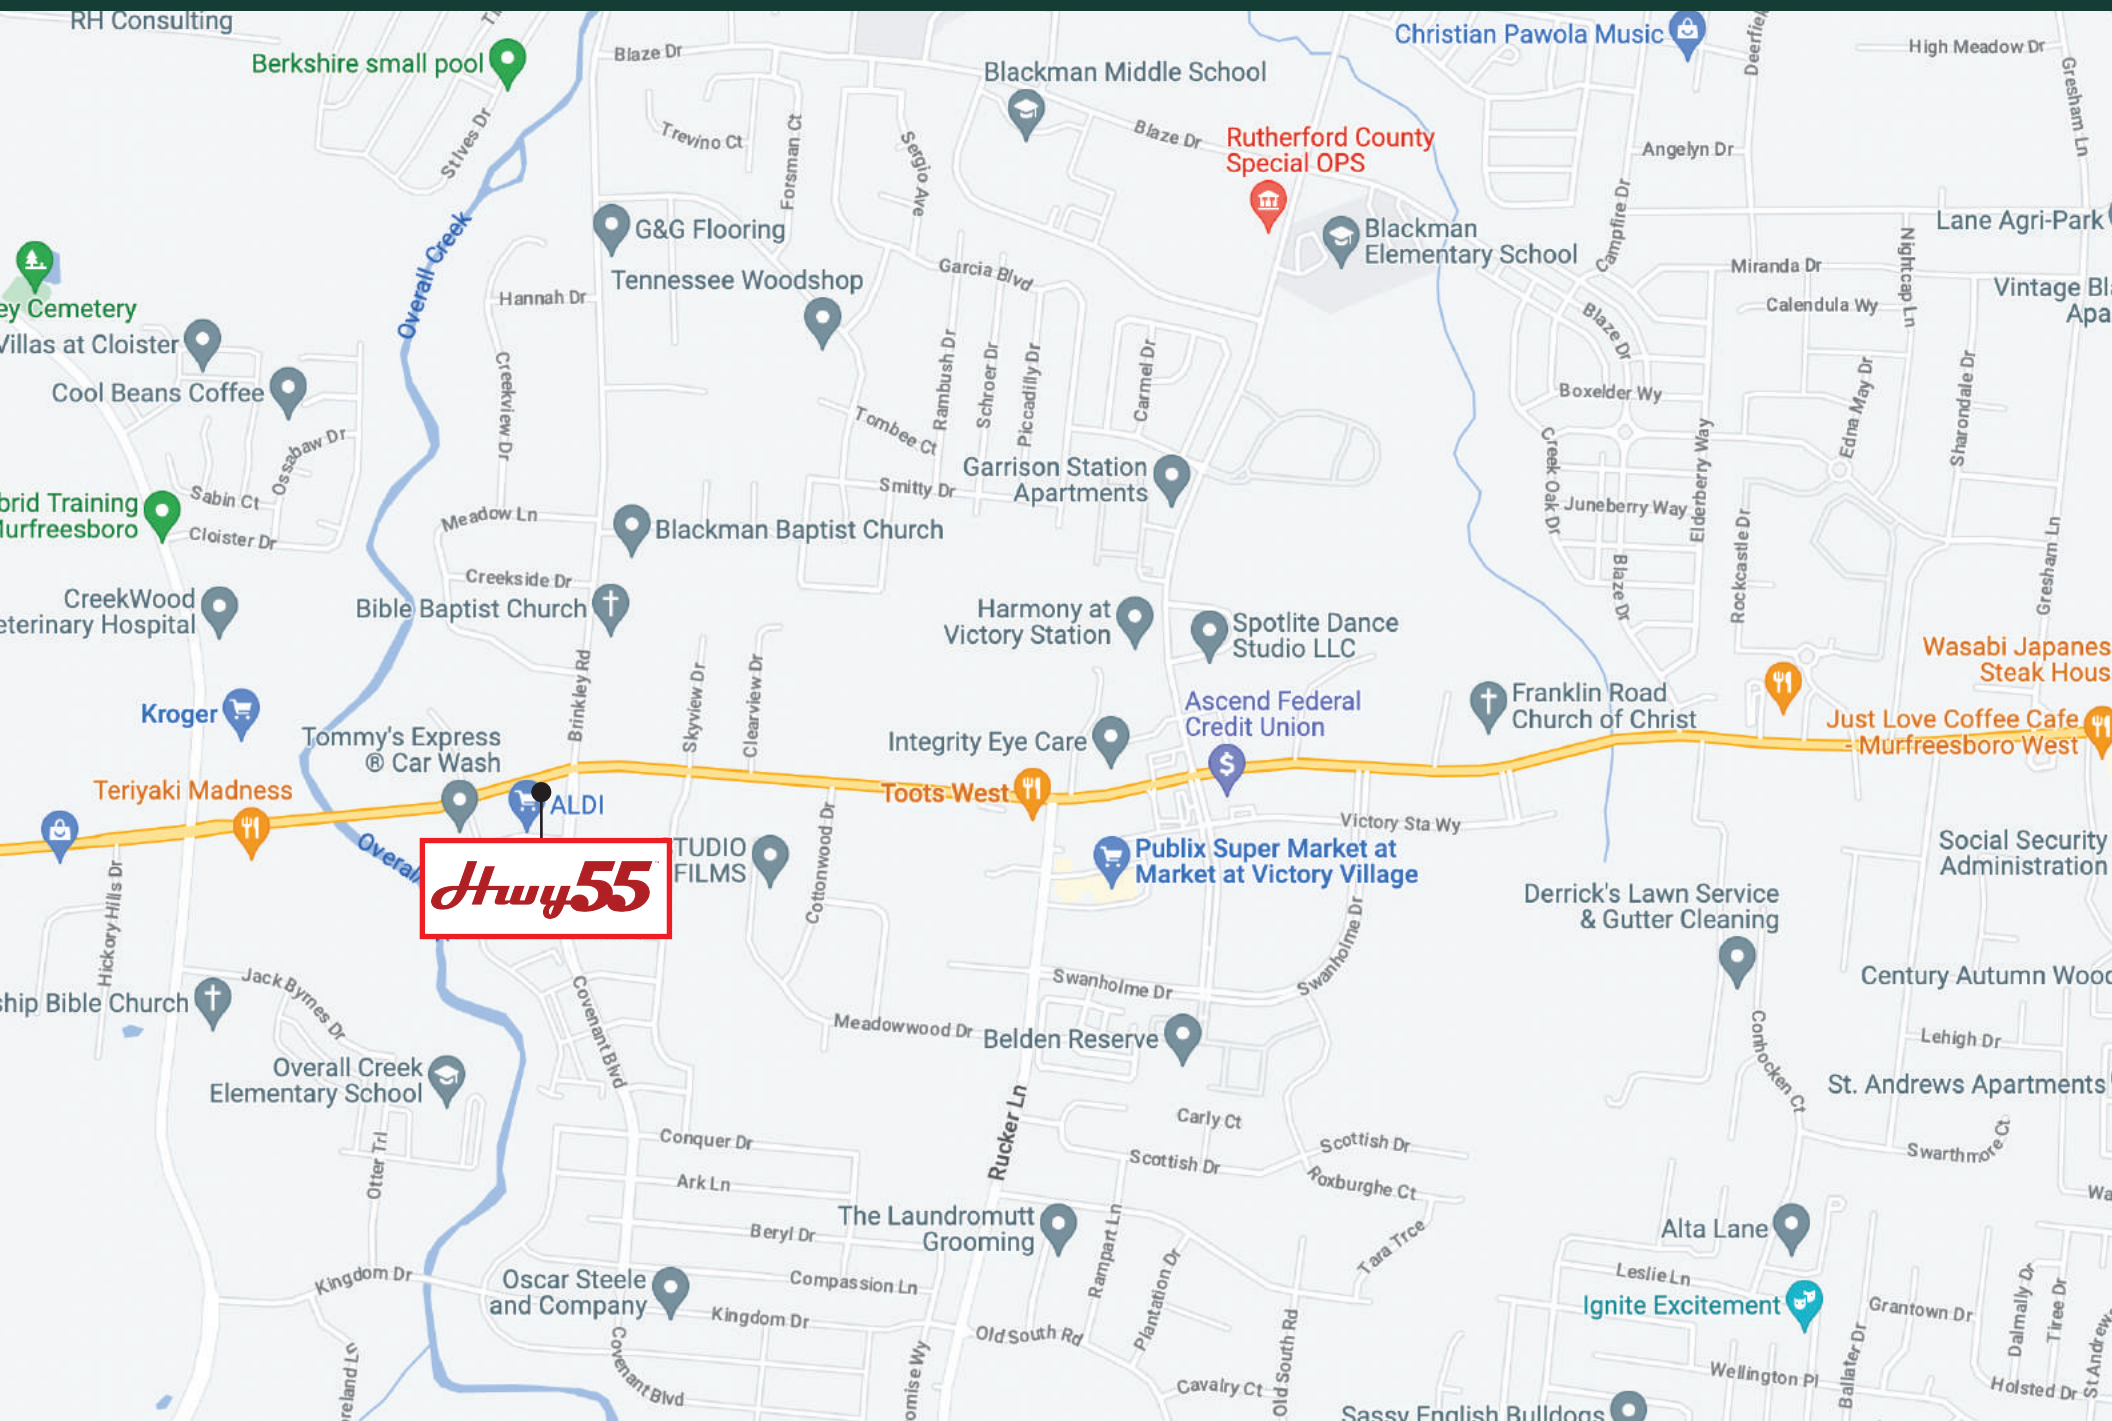 RH Consulting
Berkshire small pool
St Ives Dr
Blaze Dr
Trevino Ct
Forsman Ct
Sergio Ave
Blackman Middle School
Blaze Dr
Rutherford County
Special OPS
Christian Pawola Music
Deerfiel
High Meadow Dr
Gresham Ln
Angelyn Dr
Campfire Dr
Overall Creek
G&G Flooring
Tennessee Woodshop
Hannah Dr
Garcia Blvd
Blackman
Elementary School
Lane Agri-Park
Nightcap Ln
Miranda Dr
Calendula Wy
Vintage Bl
Apa
ey Cemetery
Villas at Cloister
Cool Beans Coffee
Ossabaw Dr
Sabin Ct
Cloister Dr
brid Training
Murfreesboro
Creekview Dr
Rambush Dr
Schroer Dr
Piccadilly Dr
Carmel Dr
Tombee Ct
Smitty Dr
Garrison Station
Apartments
Blaze Dr
Boxelder Wy
Edna May Dr
Sharondale Dr
Creek Oak Dr
Juneberry Way
Elderberry Way
Rockcastle Dr
Gresham Ln
Blaze Dr
Meadow Ln
Blackman Baptist Church
Creekside Dr
Bible Baptist Church
CreekWood
eterinary Hospital
Harmony at
Victory Station
Spotlite Dance
Studio LLC
Wasabi Japanes
Steak Hous
Kroger
Brinkley Rd
Skyview Dr
Clearview Dr
Tommy's Express
® Car Wash
Integrity Eye Care
Ascend Federal
Credit Union
Franklin Road
Church of Christ
Just Love Coffee Cafe
- Murfreesboro West
Teriyaki Madness
ALDI
Toots West
Overall
Hwy55
TUDIO
FILMS
Cottonwood Dr
Publix Super Market at
Market at Victory Village
Victory Sta Wy
Social Security
Administration
Derrick's Lawn Service
& Gutter Cleaning
Hickory Hills Dr
Swanholme Dr
Swanholme Dr
Century Autumn Wood
Jack Byrnes Dr
ship Bible Church
Covenant Blvd
Meadowwood Dr
Belden Reserve
Conhocken Ct
Lehigh Dr
St. Andrews Apartments
Overall Creek
Elementary School
Rucker Ln
Carly Ct
Conquer Dr
Scottish Dr
Scottish Dr
Swarthmore Ct
Otter Trl
Ark Ln
Roxburghe Ct
Wa
Beryl Dr
The Laundromutt
Grooming
Rampart Ln
Plantation Dr
Tara Trce
Alta Lane
Kingdom Dr
Oscar Steele
and Company
Compassion Ln
Kingdom Dr
Old South Rd
Old South Rd
Leslie Ln
Ignite Excitement
Grantown Dr
Dalmally Dr
Tiree Dr
St Andrews
Covenant Blvd
reland Ln
omise Wy
Cavalry Ct
Wellington Pl
Ballater Dr
Holsted Dr
Sassy English Bulldogs